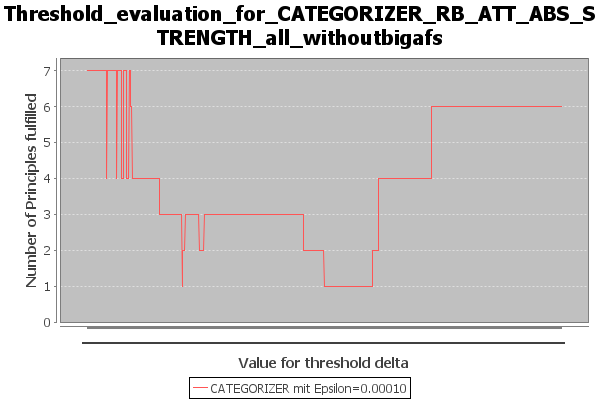 Threshold_evaluation_for_CATEGORIZER_RB_ATT_ABS_S
TRENGTH_all_withoutbigafs
Number of Principles fulfilled
7
6
5
4
3
2
1
0
Value for threshold delta
CATEGORIZER mit Epsilon=0.00010